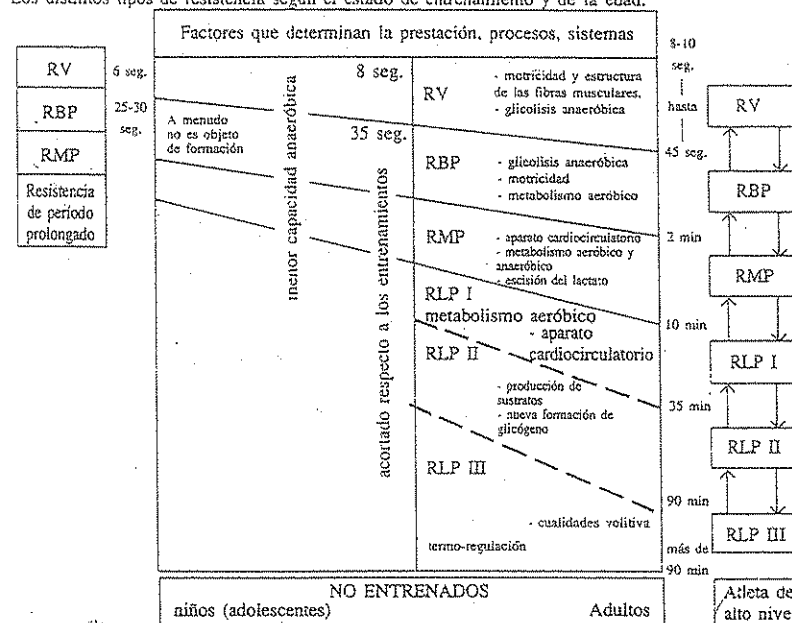 Los distintos tipos de resistencia según el estado de entrenamiento y de la edad.
Factores que determinan la prestación, procesos, sistemas
RV
RBP
RMP
Resistencia
de período
prolongado
6 seg.
25-30
seg.
A menudo
no es objeto
de formación
menor capacidad anaeróbica
8 seg.
35 seg.
acortado respecto a los entrenamientos
RV
- motricidad y estructura
de las fibras musculares.
- glicolisis anaeróbica
RBP
- glicolisis anaeróbica
- motricidad
- metabolismo aeróbico
RMP
- aparato cardiocirculatorio
- metabolismo aeróbico y
anaeróbico
- escisión del lactato
RLP I
metabolismo aeróbico
- aparato
cardiocirculatorio
RLP II
- producción de
sustratos
- nueva formación de
glicógeno
RLP III
- cualidades volitiva
termo-regulación
8-10
seg.
hasta
45 seg.
2 min
10 min
35 min
90 min
más de
90 min
RV
RBP
RMP
RLP I
RLP II
RLP III
NO ENTRENADOS
niños (adolescentes)
Adultos
Atleta de
alto nive